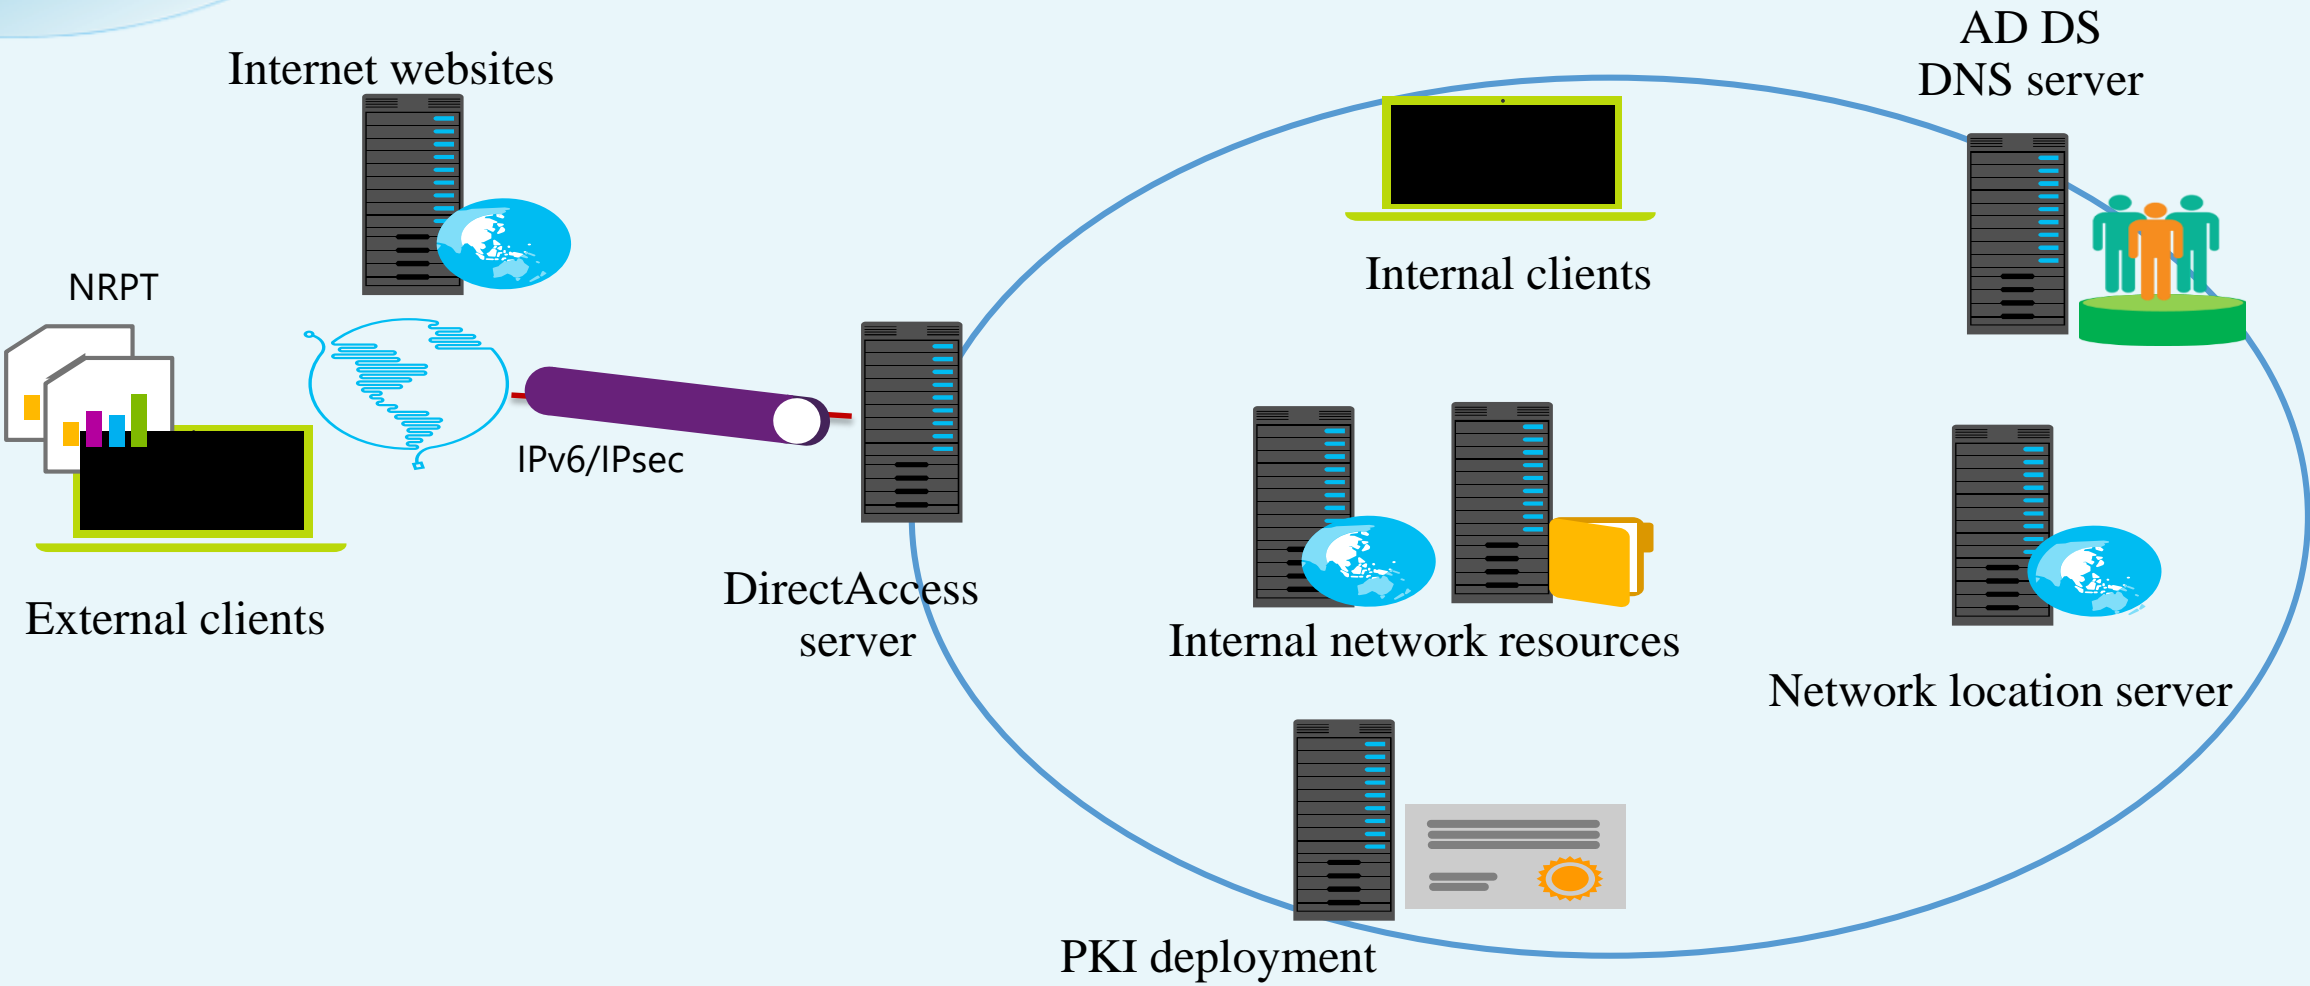 AD DS
DNS server
Internet websites
Internal clients
NRPT
IPv6/IPsec
External clients
DirectAccess
server
Internal network resources
Network location server
PKI deployment